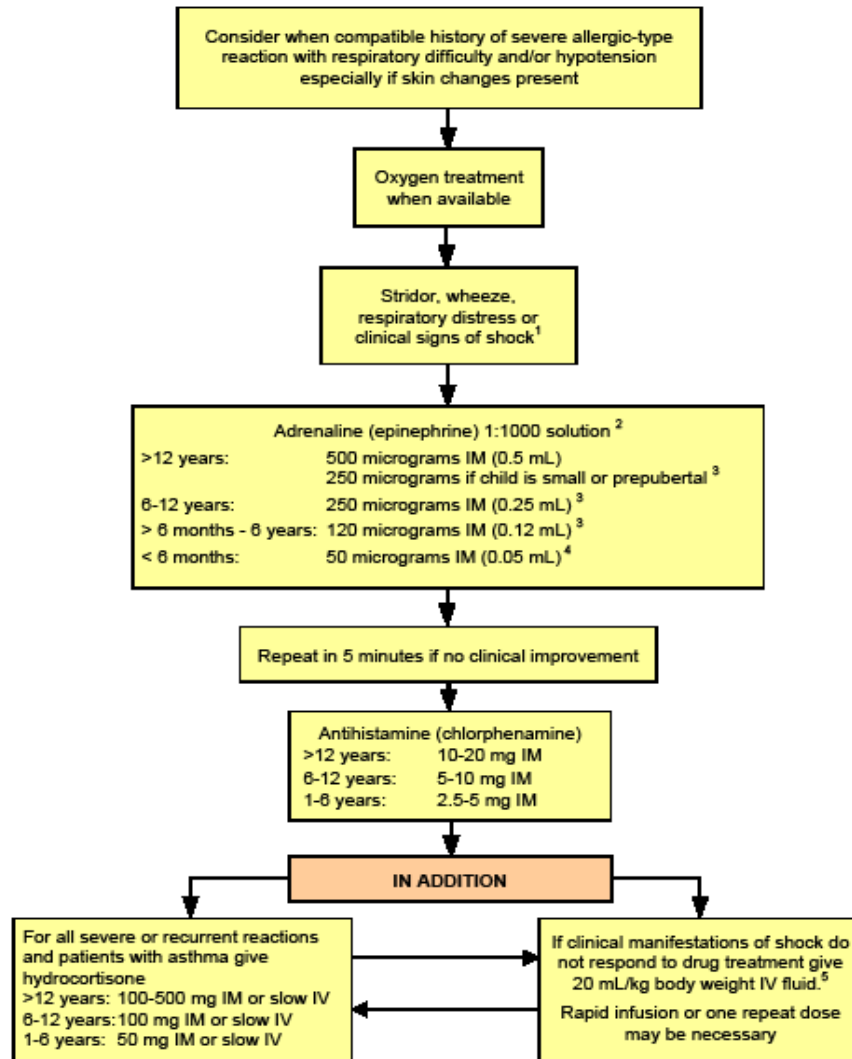 Consider when compatible history of severe allergic-type
reaction with respiratory difficulty and/or hypotension
especially if skin changes present
Oxygen treatment
when available
Stridor, wheeze,
respiratory distress or
clinical signs of shock¹
Adrenaline (epinephrine) 1:1000 solution ²
>12 years: 500 micrograms IM (0.5 mL)
250 micrograms if child is small or prepubertal ³
6-12 years: 250 micrograms IM (0.25 mL) ³
> 6 months - 6 years: 120 micrograms IM (0.12 mL) ³
< 6 months: 50 micrograms IM (0.05 mL)⁴
Repeat in 5 minutes if no clinical improvement
Antihistamine (chlorphenamine)
>12 years: 10-20 mg IM
6-12 years: 5-10 mg IM
1-6 years: 2.5-5 mg IM
IN ADDITION
For all severe or recurrent reactions
and patients with asthma give
hydrocortisone
>12 years: 100-500 mg IM or slow IV
6-12 years:100 mg IM or slow IV
1-6 years: 50 mg IM or slow IV
If clinical manifestations of shock do
not respond to drug treatment give
20 mL/kg body weight IV fluid.⁵
Rapid infusion or one repeat dose
may be necessary